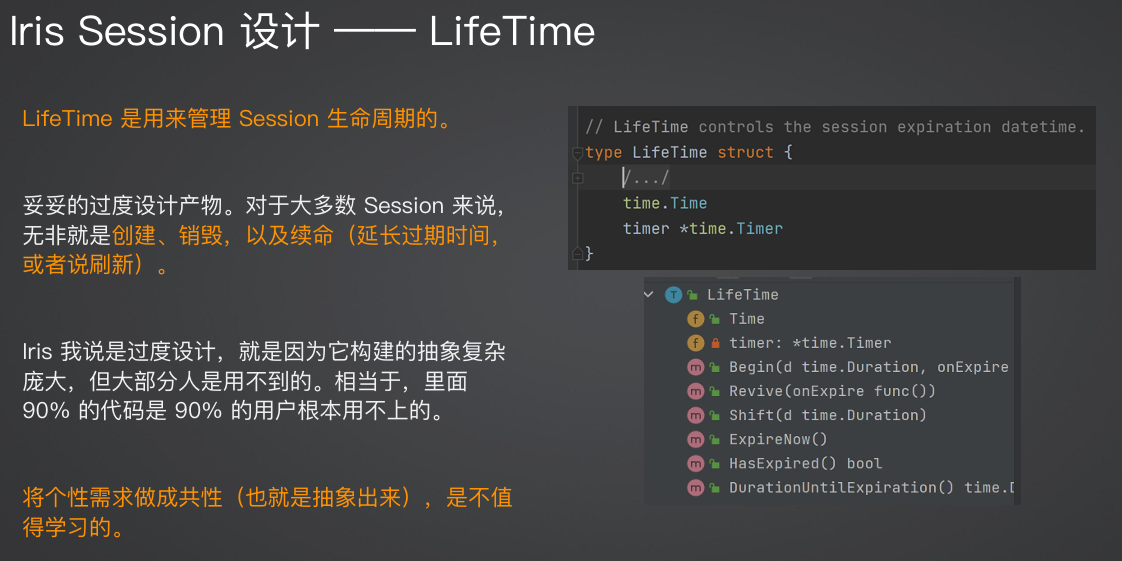 Iris Session 设计 —— LifeTime
LifeTime 是用来管理 Session 生命周期的。
妥妥的过度设计产物。对于大多数 Session 来说，
无非就是创建、销毁，以及续命（延长过期时间，
或者说刷新）。
Iris 我说是过度设计，就是因为它构建的抽象复杂
庞大，但大部分人是用不到的。相当于，里面
90% 的代码是 90% 的用户根本用不上的。
将个性需求做成共性（也就是抽象出来），是不值
得学习的。
// LifeTime controls the session expiration datetime.
type LifeTime struct {
/.../
time.Time
timer *time.Timer
}
T LifeTime
f Time
f timer: *time.Timer
m Begin(d time.Duration, onExpire
m Revive(onExpire func())
m Shift(d time.Duration)
m ExpireNow()
m HasExpired() bool
m DurationUntilExpiration() time.D